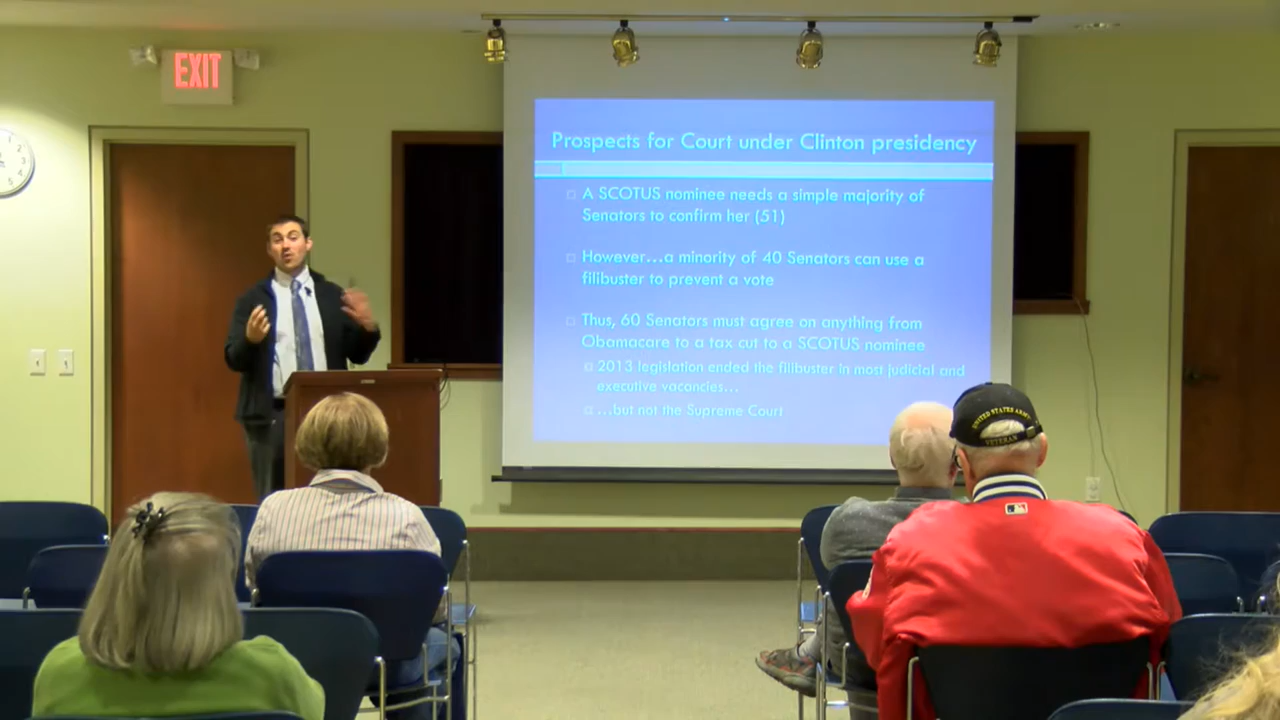 EXIT
Prospects for Court under Clinton presidency
A SCOTUS nominee needs a simple majority of
Senators to confirm her (51)
However...a minority of 40 Senators can use a
filibuster to prevent a vote
Thus, 60 Senators must agree on anything from
Obamacare to a tax cut to a SCOTUS nominee
2013 legislation ended the filibuster in most judicial and
executive vacancies...
...but not the Supreme Court
UNITED STATES ARMY
VETERAN